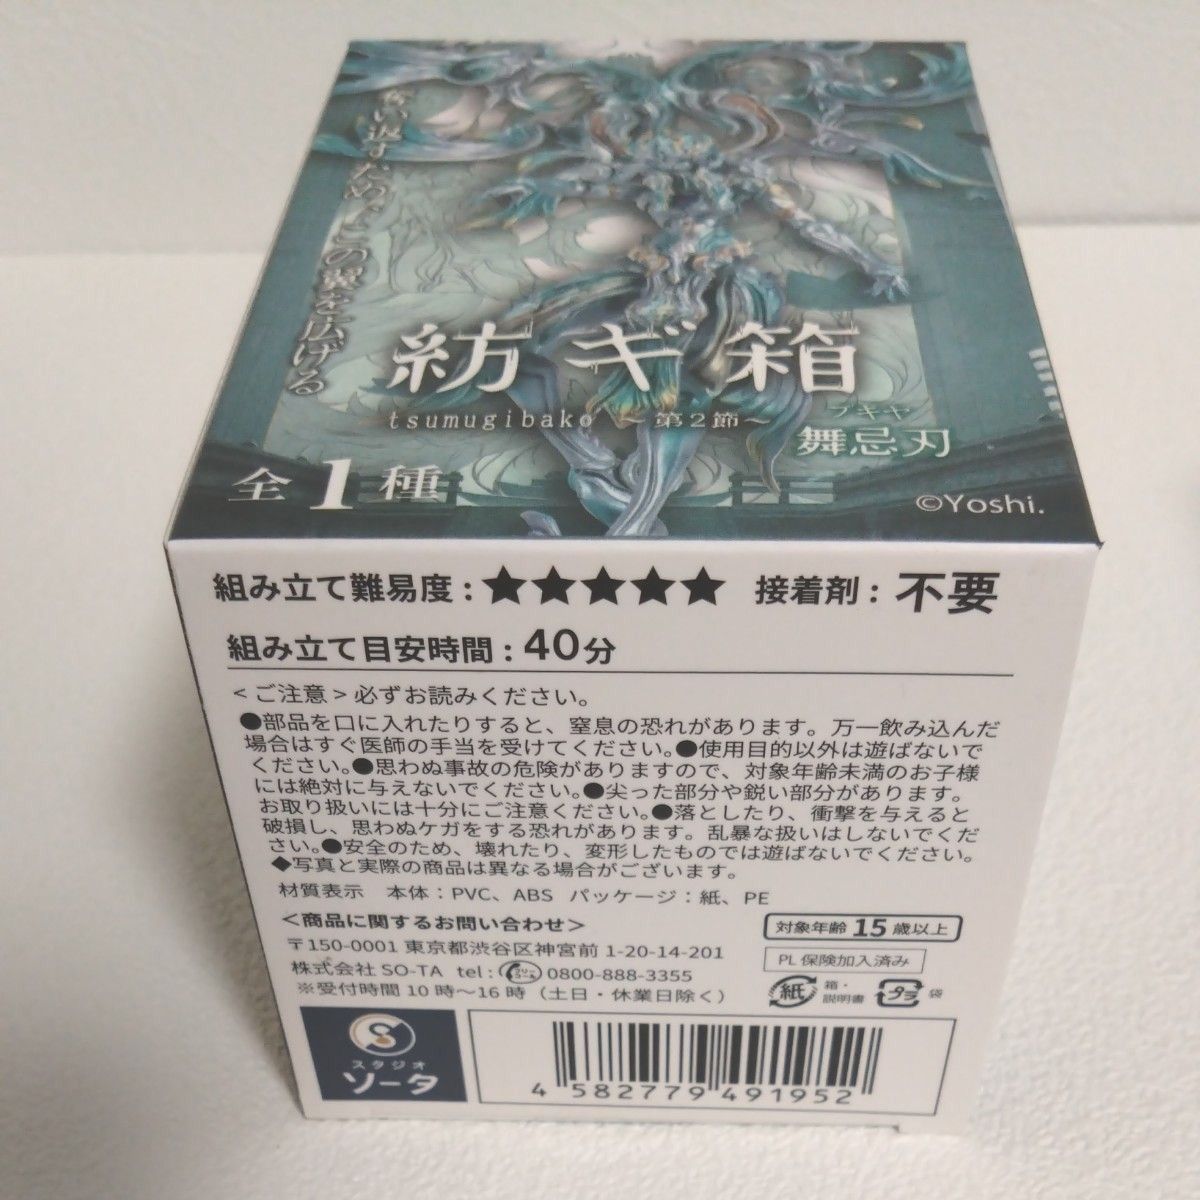 奪い返すため、この翼を広げる
紡ギ箱
tsumugibako ～第2節～
ブキヤ
舞忌刃
全1種
©Yoshi.
組み立て難易度：★★★★★ 接着剤：不要
組み立て目安時間：40分
＜ご注意＞必ずお読みください。
●部品を口に入れたりすると、窒息の恐れがあります。万一飲み込んだ
場合はすぐ医師の手当を受けてください。●使用目的以外は遊ばないで
ください。●思わぬ事故の危険がありますので、対象年齢未満のお子様
には絶対に与えないでください。●尖った部分や鋭い部分があります。
お取り扱いには十分にご注意ください。●落としたり、衝撃を与えると
破損し、思わぬケガをする恐れがあります。乱暴な扱いはしないでくだ
さい。●安全のため、壊れたり、変形したものでは遊ばないでください。
◆写真と実際の商品は異なる場合がございます。
材質表示 本体：PVC、ABS パッケージ：紙、PE
＜商品に関するお問い合わせ＞
〒150-0001 東京都渋谷区神宮前 1-20-14-201
株式会社 SO-TA tel：0800-888-3355
※受付時間 10時～16時（土日・休業日除く）
対象年齢 15 歳以上
PL保険加入済み
紙 箱・説明書 プラ 袋
スタジオ
ソータ
4 582779 491952